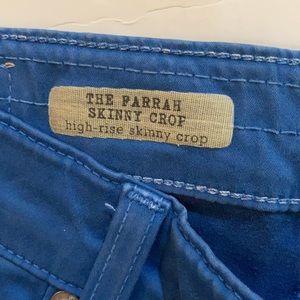 THE FARRAH
SKINNY CROP
high-rise skinny crop